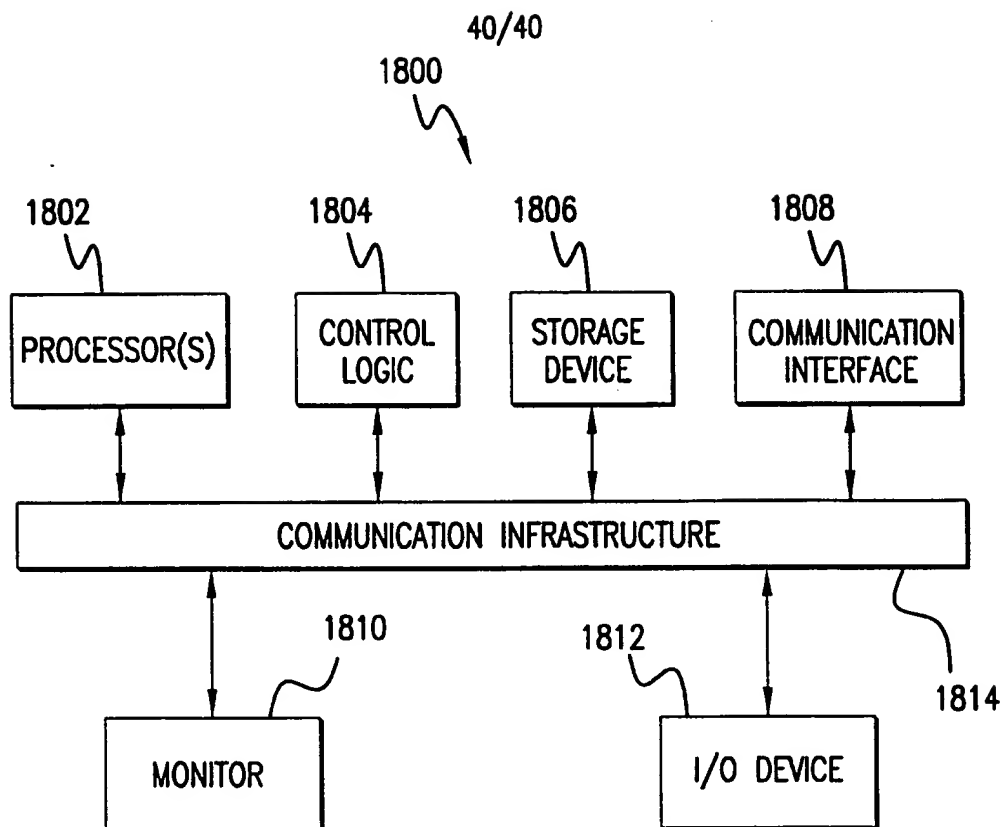 40/40
1800
1802
1804
1806
1808
PROCESSOR(S)
CONTROL
LOGIC
STORAGE
DEVICE
COMMUNICATION
INTERFACE
COMMUNICATION INFRASTRUCTURE
1810
1812
1814
MONITOR
I/O DEVICE